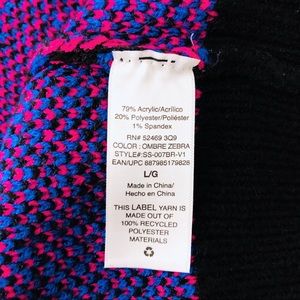 79% Acrylic/Acrílico
20% Polyester/Poliéster
1% Spandex
RN# 52469 3Q9
COLOR : OMBRE ZEBRA
STYLE# SS-007BR-V1
EAN/UPC 887985179828
L/G
Made in China/
Hecho en China
THIS LABEL YARN IS
MADE OUT OF
100% RECYCLED
POLYESTER
MATERIALS